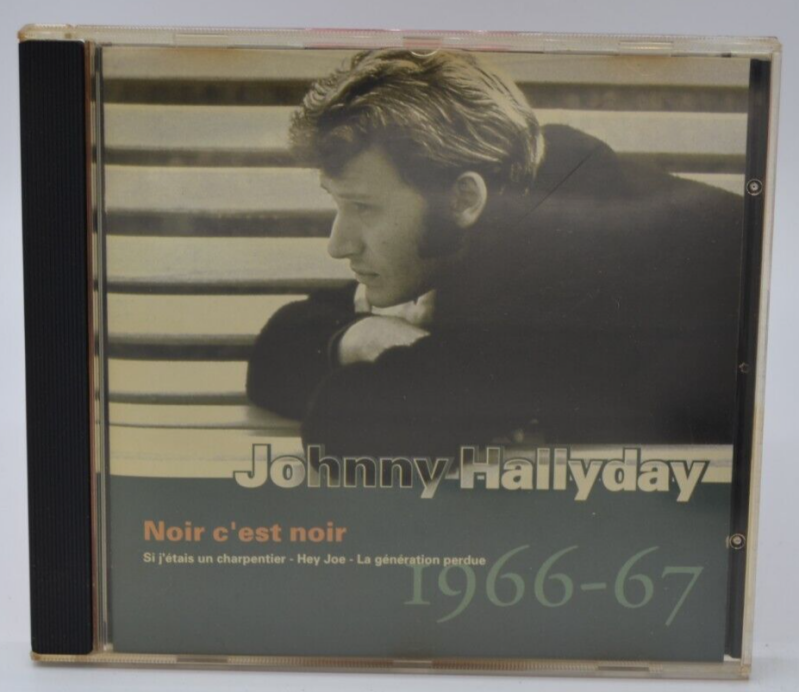 Johnny Hallyday
Noir c'est noir
Si j'étais un charpentier - Hey Joe - La génération perdue
1966-67